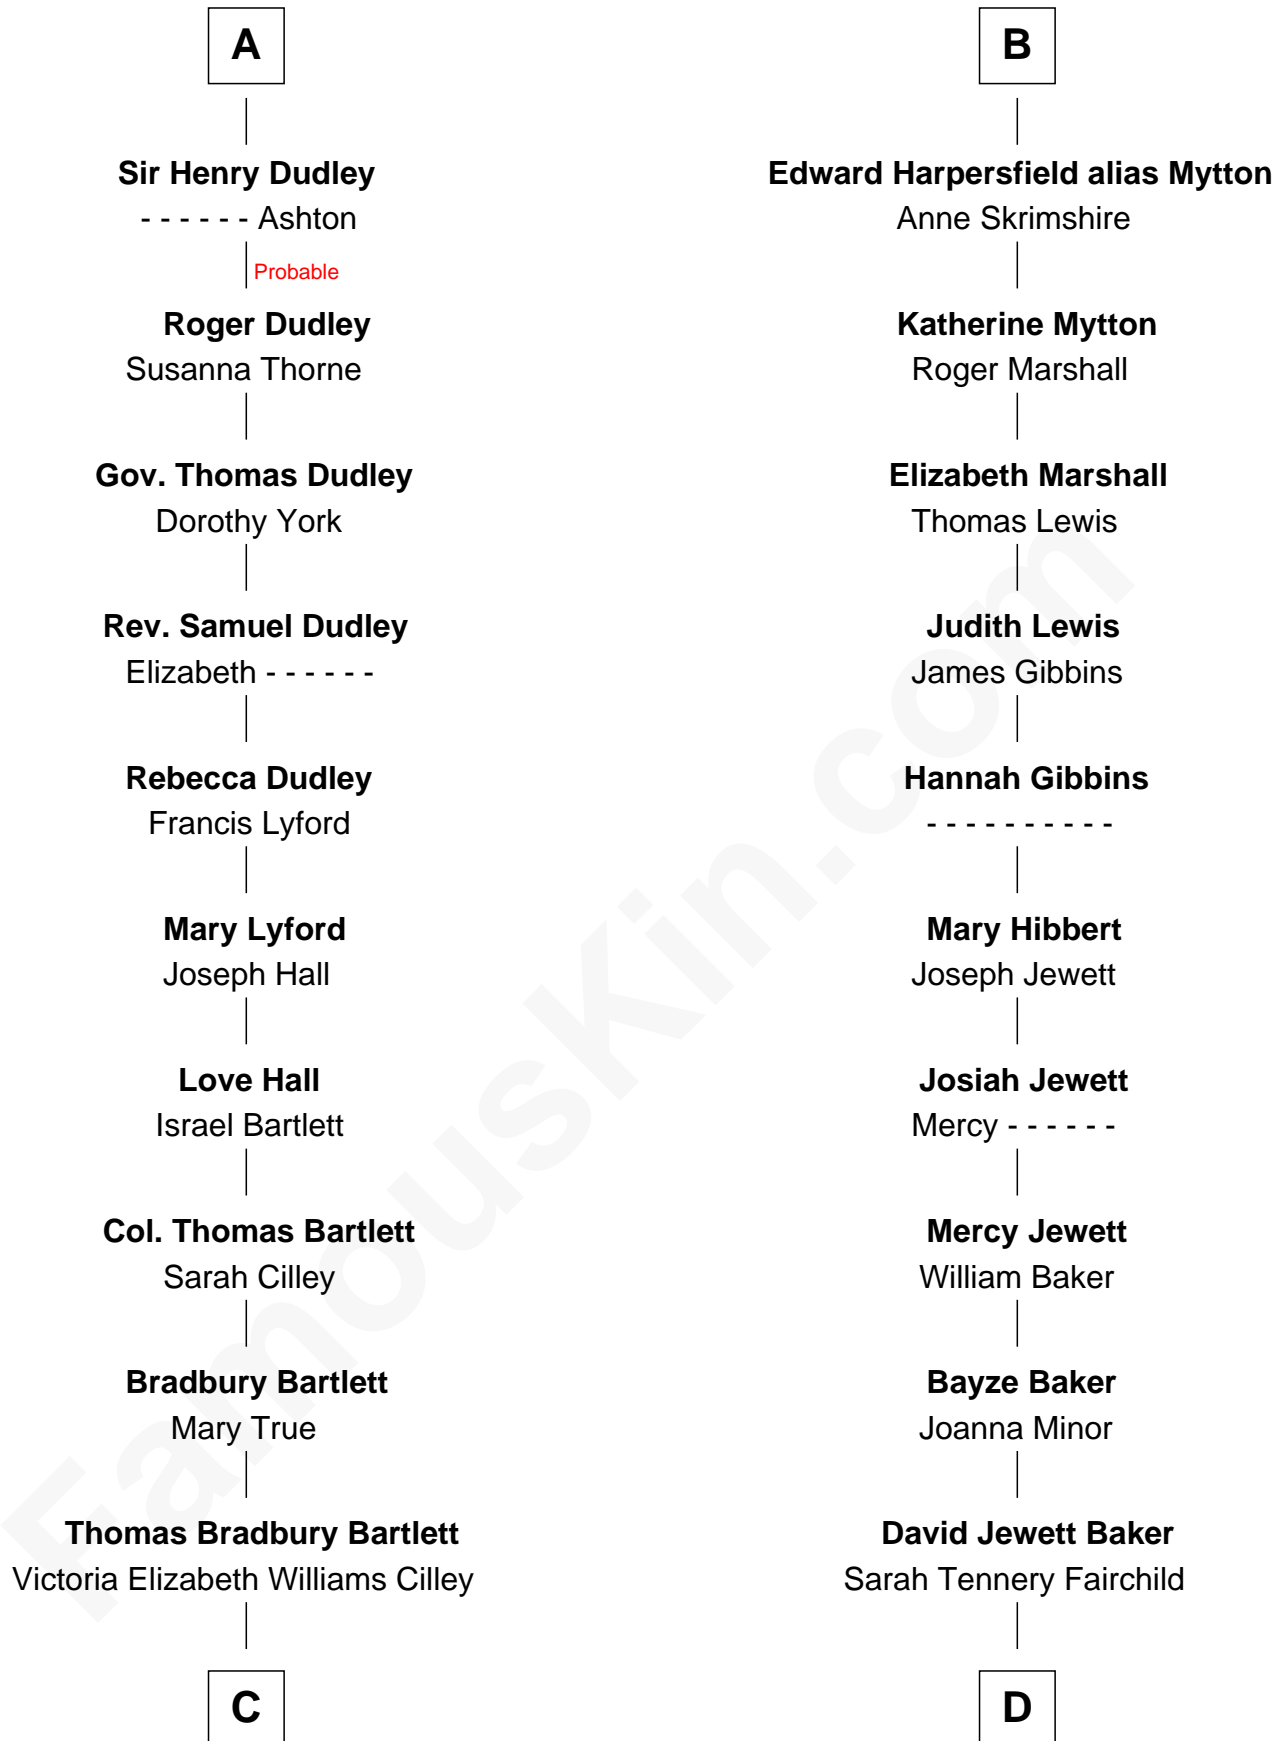 A
Sir Henry Dudley
- - - - - - Ashton
Probable
Roger Dudley
Susanna Thorne
Gov. Thomas Dudley
Dorothy York
Rev. Samuel Dudley
Elizabeth - - - - - -
Rebecca Dudley
Francis Lyford
Mary Lyford
Joseph Hall
Love Hall
Israel Bartlett
Col. Thomas Bartlett
Sarah Cilley
Bradbury Bartlett
Mary True
Thomas Bradbury Bartlett
Victoria Elizabeth Williams Cilley
C
B
Edward Harpersfield alias Mytton
Anne Skrimshire
Katherine Mytton
Roger Marshall
Elizabeth Marshall
Thomas Lewis
Judith Lewis
James Gibbins
Hannah Gibbins
- - - - - - - - - -
Mary Hibbert
Joseph Jewett
Josiah Jewett
Mercy - - - - - -
Mercy Jewett
William Baker
Bayze Baker
Joanna Minor
David Jewett Baker
Sarah Tennery Fairchild
D
FamousKin.com